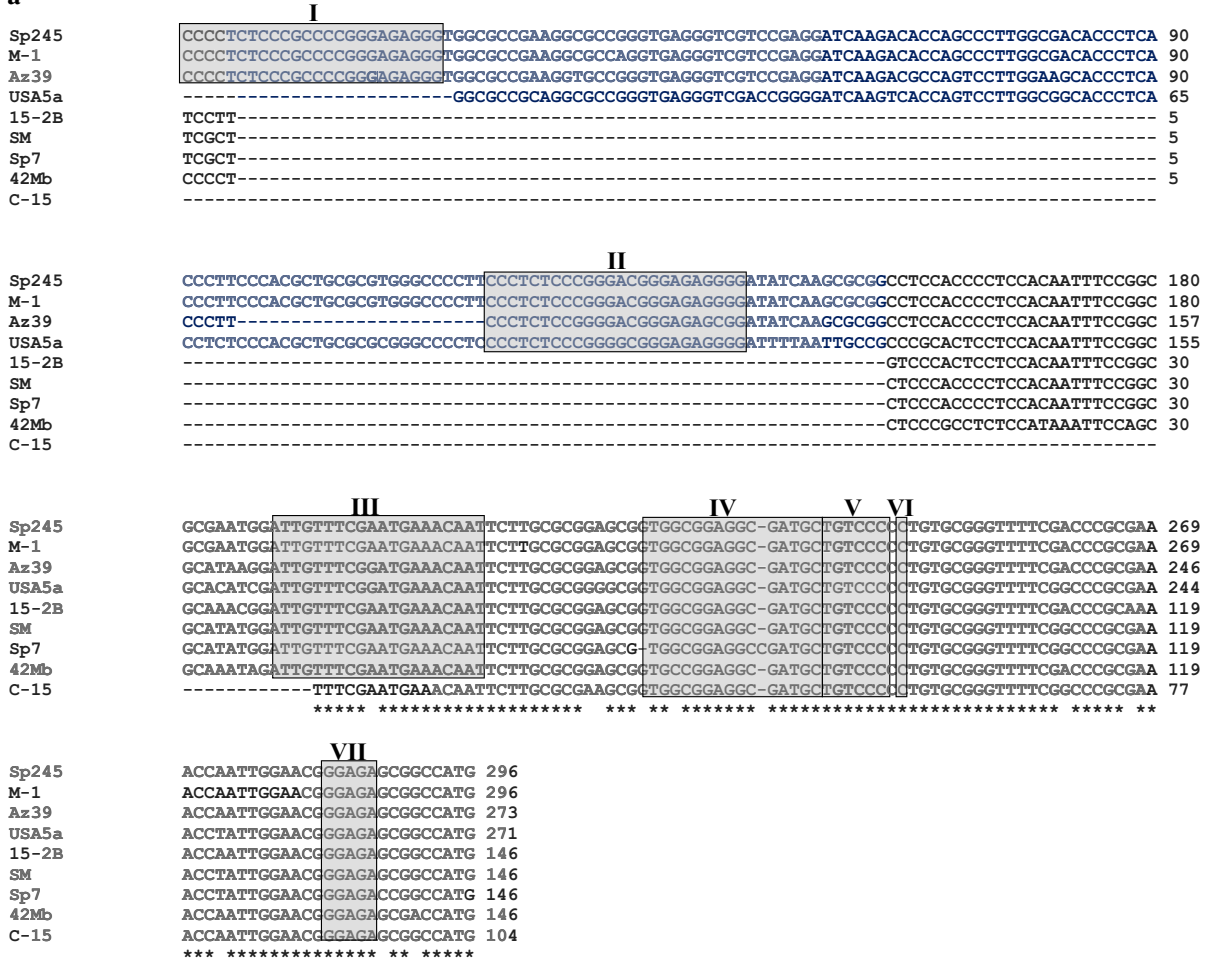 a
I
Sp245 CCCCTCTCCCGCCCCGGGAGAGGGTGGCGCCGAAGGCGCCGGGTGAGGGTCGTCCGAGGATCAAGACACCAGCCCTTGGCGACACCCTCA 90
M-1 CCCCTCTCCCGCCCCGGGAGAGGGTGGCGCCGAAGGCGCCAGGTGAGGGTCGTCCGAGGATCAAGACACCAGCCCTTGGCGACACCCTCA 90
Az39 CCCCTCTCCCGCCCCGGGAGAGGGTGGCGCCGAAGGTGCCGGGTGAGGGTCGTCCGAGGATCAAGACGCCAGTCCTTGGAAGCACCCTCA 90
USA5a -------------------------GGCGCCGCAGGCGCCGGGTGAGGGTCGACCGGGGATCAAGTCACCAGTCCTTGGCGGCACCCTCA 65
15-2B TCCTT------------------------------------------------------------------------------------- 5
SM TCGCT------------------------------------------------------------------------------------- 5
Sp7 TCGCT------------------------------------------------------------------------------------- 5
42Mb CCCCT------------------------------------------------------------------------------------- 5
C-15 ------------------------------------------------------------------------------------------
II
Sp245 CCCTTCCCACGCTGCGCGTGGGCCCCTTCCCTCTCCCGGGACGGGAGAGGGGATATCAAGCGCGGCCTCCACCCCTCCACAATTTCCGGC 180
M-1 CCCTTCCCACGCTGCGCGTGGGCCCCTTCCCTCTCCCGGGACGGGAGAGGGGATATCAAGCGCGGCCTCCACCCCTCCACAATTTCCGGC 180
Az39 CCCTT-----------------------CCCTCTCCGGGGACGGGAGAGCGGATATCAAGCGCGGCCTCCACCCCTCCACAATTTCCGGC 157
USA5a CCTCTCCCACGCTGCGCGCGGGCCCCTCCCCTCTCCCGGGGCGGGAGAGGGGATTTTAATTGCCGCCCGCACTCCTCCACAATTTCCGGC 155
15-2B -----------------------------------------------------------------GTCCCACTCCTCCACAATTTCCGGC 30
SM -----------------------------------------------------------------CTCCCACCCCTCCACAATTTCCGGC 30
Sp7 -----------------------------------------------------------------CTCCCACCCCTCCACAATTTCCGGC 30
42Mb -----------------------------------------------------------------CTCCCGCCTCTCCATAAATTCCAGC 30
C-15 ------------------------------------------------------------------------------------------
III IV V VI
Sp245 GCGAATGGATTGTTTCGAATGAAACAATTCTTGCGCGGAGCGGTGGCGGAGGC-GATGCTGTCCCCCTGTGCGGGTTTTCGACCCGCGAA 269
M-1 GCGAATGGATTGTTTCGAATGAAACAATTCTTGCGCGGAGCGGTGGCGGAGGC-GATGCTGTCCCCCTGTGCGGGTTTTCGACCCGCGAA 269
Az39 GCATAAGGATTGTTTCGGATGAAACAATTCTTGCGCGGAGCGGTGGCGGAGGC-GATGCTGTCCCCCTGTGCGGGTTTTCGACCCGCGAA 246
USA5a GCACATCGATTGTTTCGGATGAAACAATTCTTGCGCGGGGCGGTGGCGGAGGC-GATGCTGTCCCCCTGTGCGGGTTTTCGACCCGCGAA 244
15-2B GCAAACGGATTGTTTCGAATGAAACAATTCTTGCGCGGAGCGGTGGCGGAGGC-GATGCTGTCCCCCTGTGCGGGTTTTCGACCCGCAAA 119
SM GCATATGGATTGTTTCGAATGAAACAATTCTTGCGCGGAGCGGTGGCGGAGGC-GATGCTGTCCCCCTGTGCGGGTTTTCGGCCCGCGAA 119
Sp7 GCATATGGATTGTTTCGAATGAAACAATTCTTGCGCGGAGCG-TGGCGGAGGCCGATGCTGTCCCCCTGTGCGGGTTTTCGGCCCGCGAA 119
42Mb GCAAATAGATTGTTTCGAATGAAACAATTCTTGCGCGGAGCGGTGCCGGAGGC-GATGCTGTCCCCCTGTGCGGGTTTTCGACCCGCGAA 119
C-15 ------------TTTCGAATGAAACAATTCTTGCGCGAAGCGGTGGCGGAGGC-GATGCTGTCCCCCTGTGCGGGTTTTCGGCCCGCGAA 77
***** ******************* *** ** ******* *************************** ***** **
VII
Sp245 ACCAATTGGAACGGGAGAGCGGCCATG 296
M-1 ACCAATTGGAACGGGAGAGCGGCCATG 296
Az39 ACCAATTGGAACGGGAGAGCGGCCATG 273
USA5a ACCTATTGGAACGGGAGAGCGGCCATG 271
15-2B ACCAATTGGAACGGGAGAGCGGCCATG 146
SM ACCTATTGGAACGGGAGAGCGGCCATG 146
Sp7 ACCTATTGGAACGGGAGACCGGCCATG 146
42Mb ACCAATTGGAACGGGAGAGCGACCATG 146
C-15 ACCAATTGGAACGGGAGAGCGGCCATG 104
*** ************** ** *****